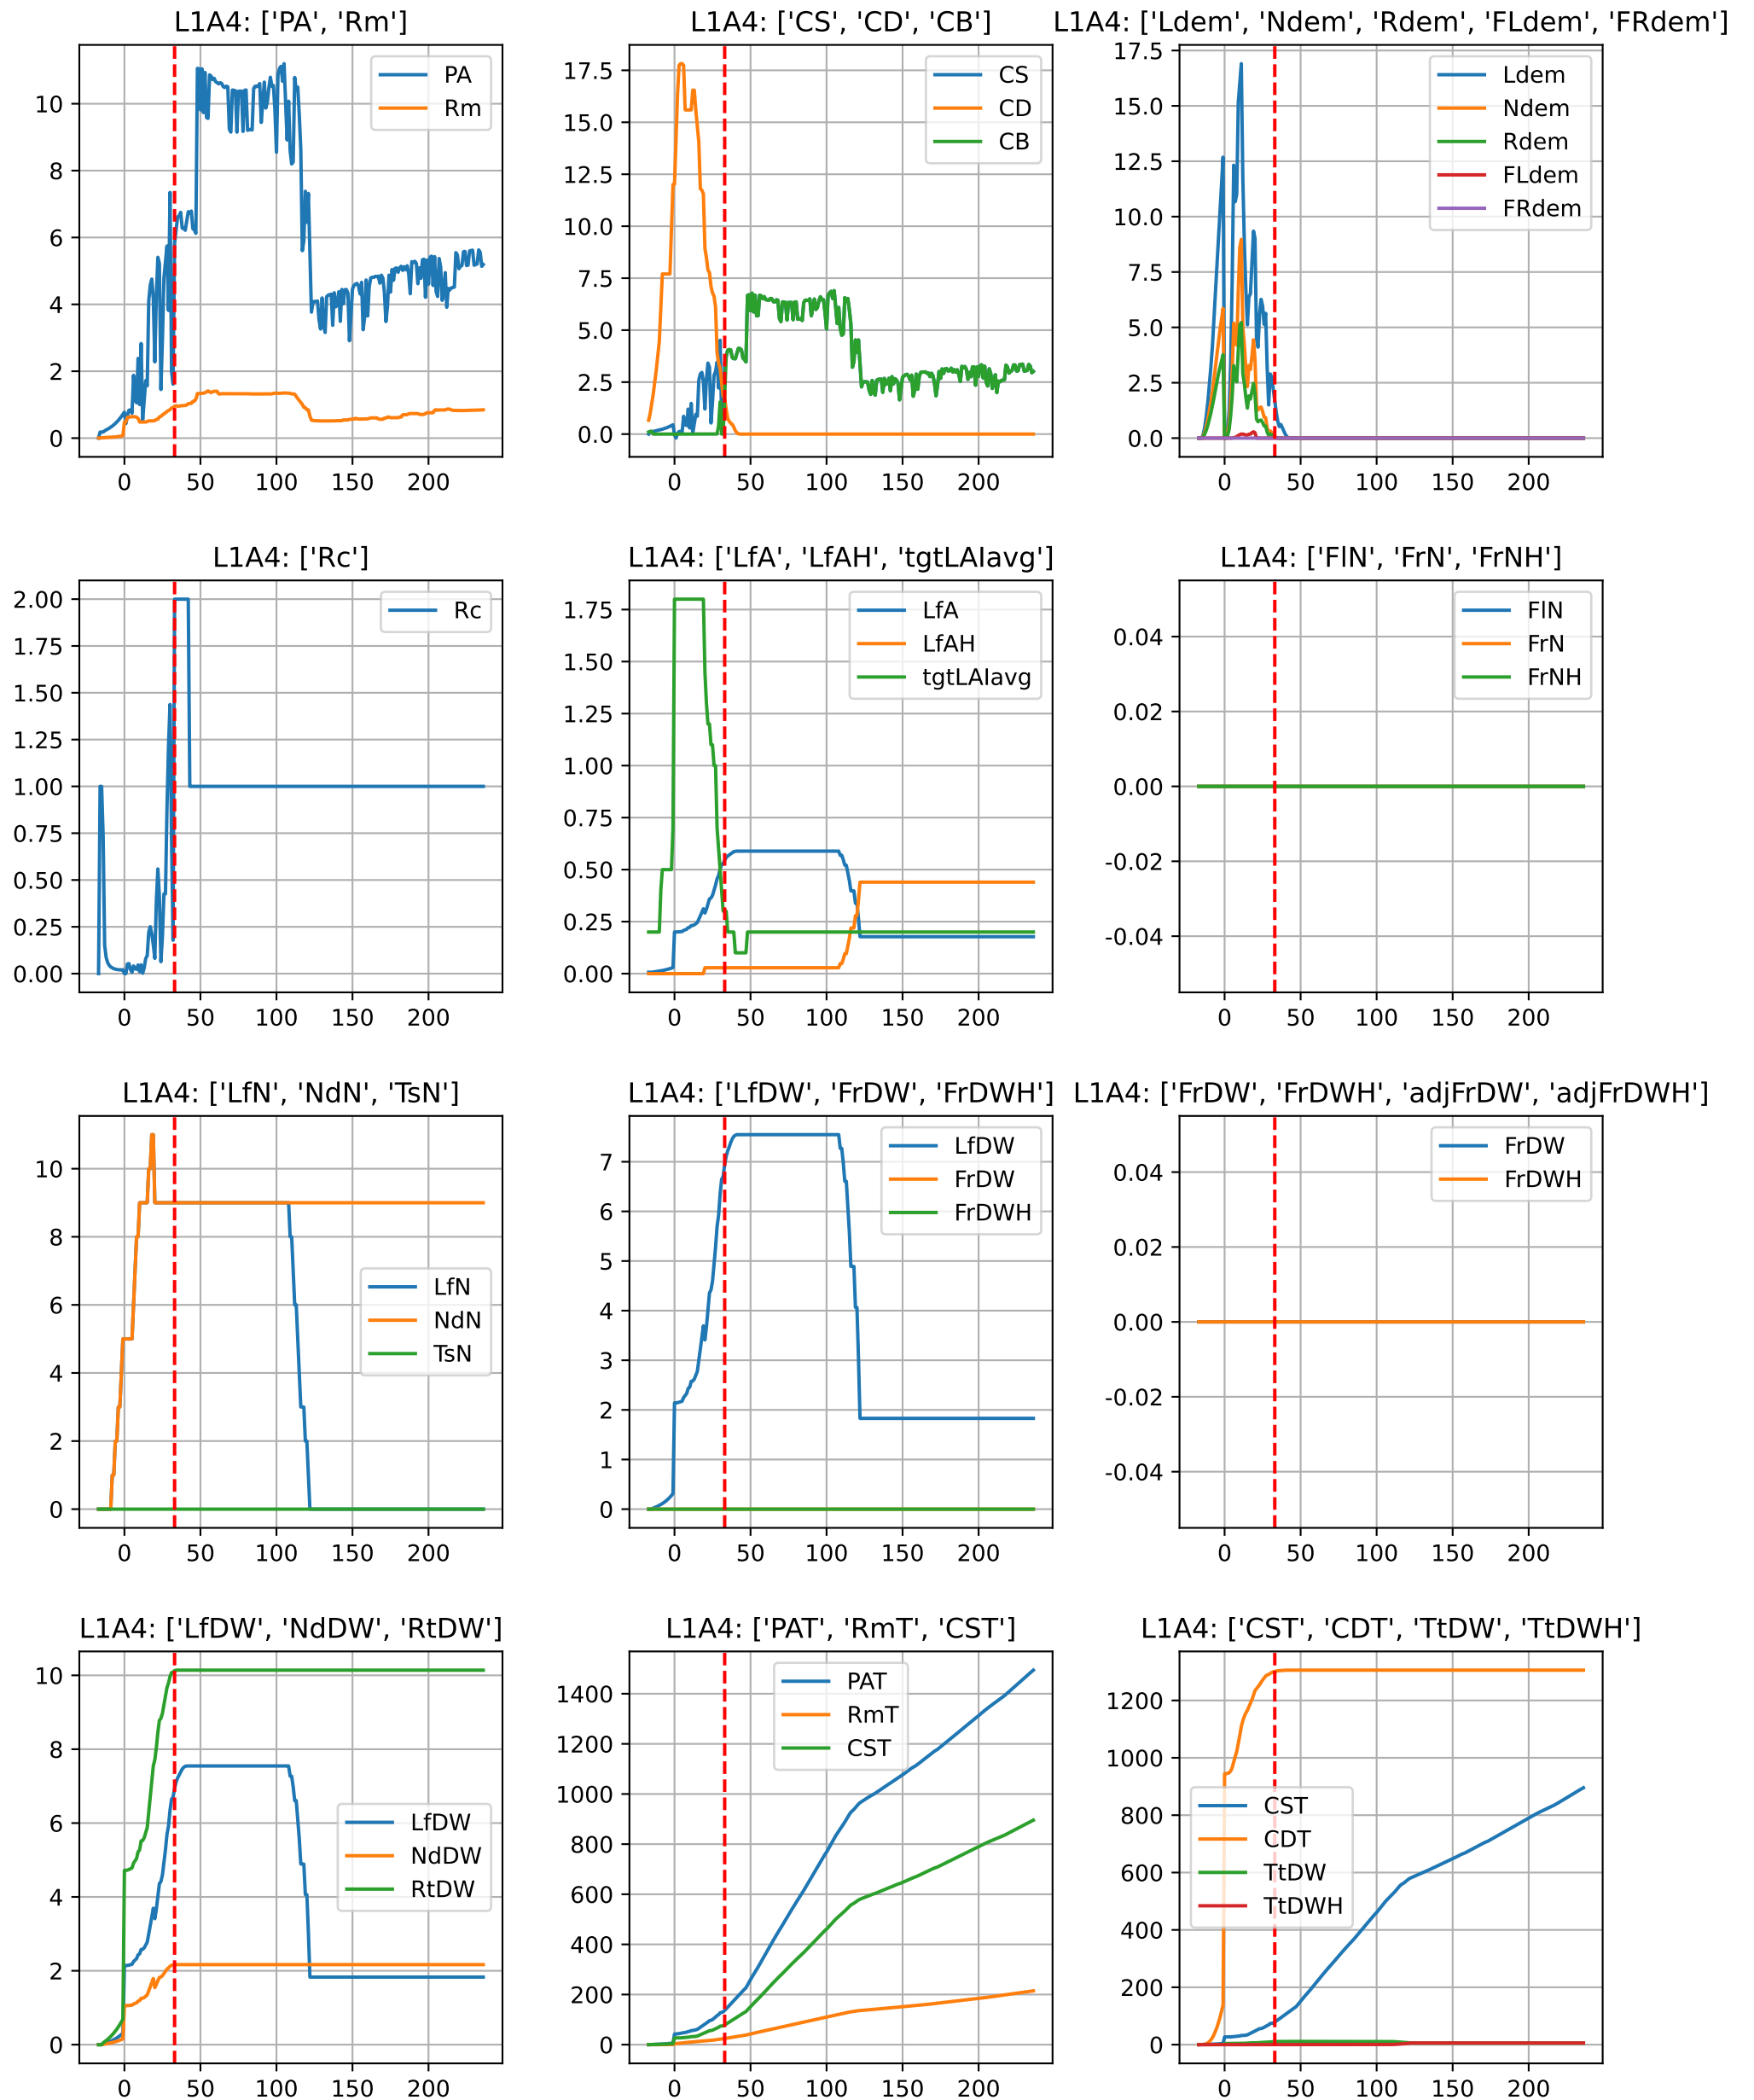 L1A4: ['PA', 'Rm']
10
8
6
4
2
0
0 50 100 150 200
PA
Rm
L1A4: ['CS', 'CD', 'CB']
17.5
15.0
12.5
10.0
7.5
5.0
2.5
0.0
0 50 100 150 200
CS
CD
CB
L1A4: ['Ldem', 'Ndem', 'Rdem', 'FLdem', 'FRdem']
17.5
15.0
12.5
10.0
7.5
5.0
2.5
0.0
0 50 100 150 200
Ldem
Ndem
Rdem
FLdem
FRdem
L1A4: ['Rc']
2.00
1.75
1.50
1.25
1.00
0.75
0.50
0.25
0.00
0 50 100 150 200
Rc
L1A4: ['LfA', 'LfAH', 'tgtLAIavg']
1.75
1.50
1.25
1.00
0.75
0.50
0.25
0.00
0 50 100 150 200
LfA
LfAH
tgtLAIavg
L1A4: ['FlN', 'FrN', 'FrNH']
0.04
0.02
0.00
-0.02
-0.04
0 50 100 150 200
FlN
FrN
FrNH
L1A4: ['LfN', 'NdN', 'TsN']
10
8
6
4
2
0
0 50 100 150 200
LfN
NdN
TsN
L1A4: ['LfDW', 'FrDW', 'FrDWH']
7
6
5
4
3
2
1
0
0 50 100 150 200
LfDW
FrDW
FrDWH
L1A4: ['FrDW', 'FrDWH', 'adjFrDW', 'adjFrDWH']
0.04
0.02
0.00
-0.02
-0.04
0 50 100 150 200
FrDW
FrDWH
L1A4: ['LfDW', 'NdDW', 'RtDW']
10
8
6
4
2
0
0 50 100 150 200
LfDW
NdDW
RtDW
L1A4: ['PAT', 'RmT', 'CST']
1400
1200
1000
800
600
400
200
0
0 50 100 150 200
PAT
RmT
CST
L1A4: ['CST', 'CDT', 'TtDW', 'TtDWH']
1200
1000
800
600
400
200
0
0 50 100 150 200
CST
CDT
TtDW
TtDWH